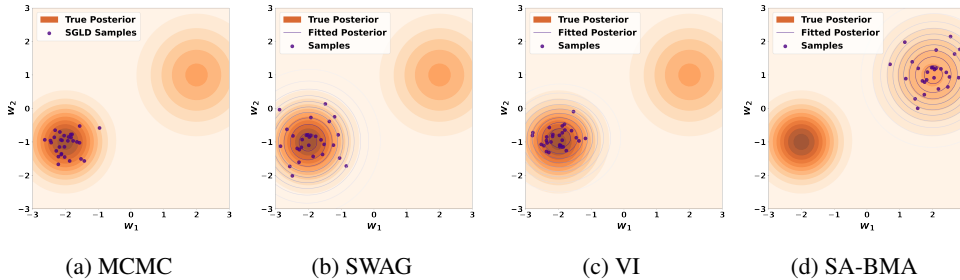 True Posterior
SGLD Samples
3
2
1
0
−1
−2
−3
w2
−3 −2 −1 0 1 2 3
w1
(a) MCMC
True Posterior
Fitted Posterior
Samples
3
2
1
0
−1
−2
−3
w2
−3 −2 −1 0 1 2 3
w1
(b) SWAG
True Posterior
Fitted Posterior
Samples
3
2
1
0
−1
−2
−3
w2
−3 −2 −1 0 1 2 3
w1
(c) VI
True Posterior
Fitted Posterior
Samples
3
2
1
0
−1
−2
−3
w2
−3 −2 −1 0 1 2
w1
(d) SA-BMA